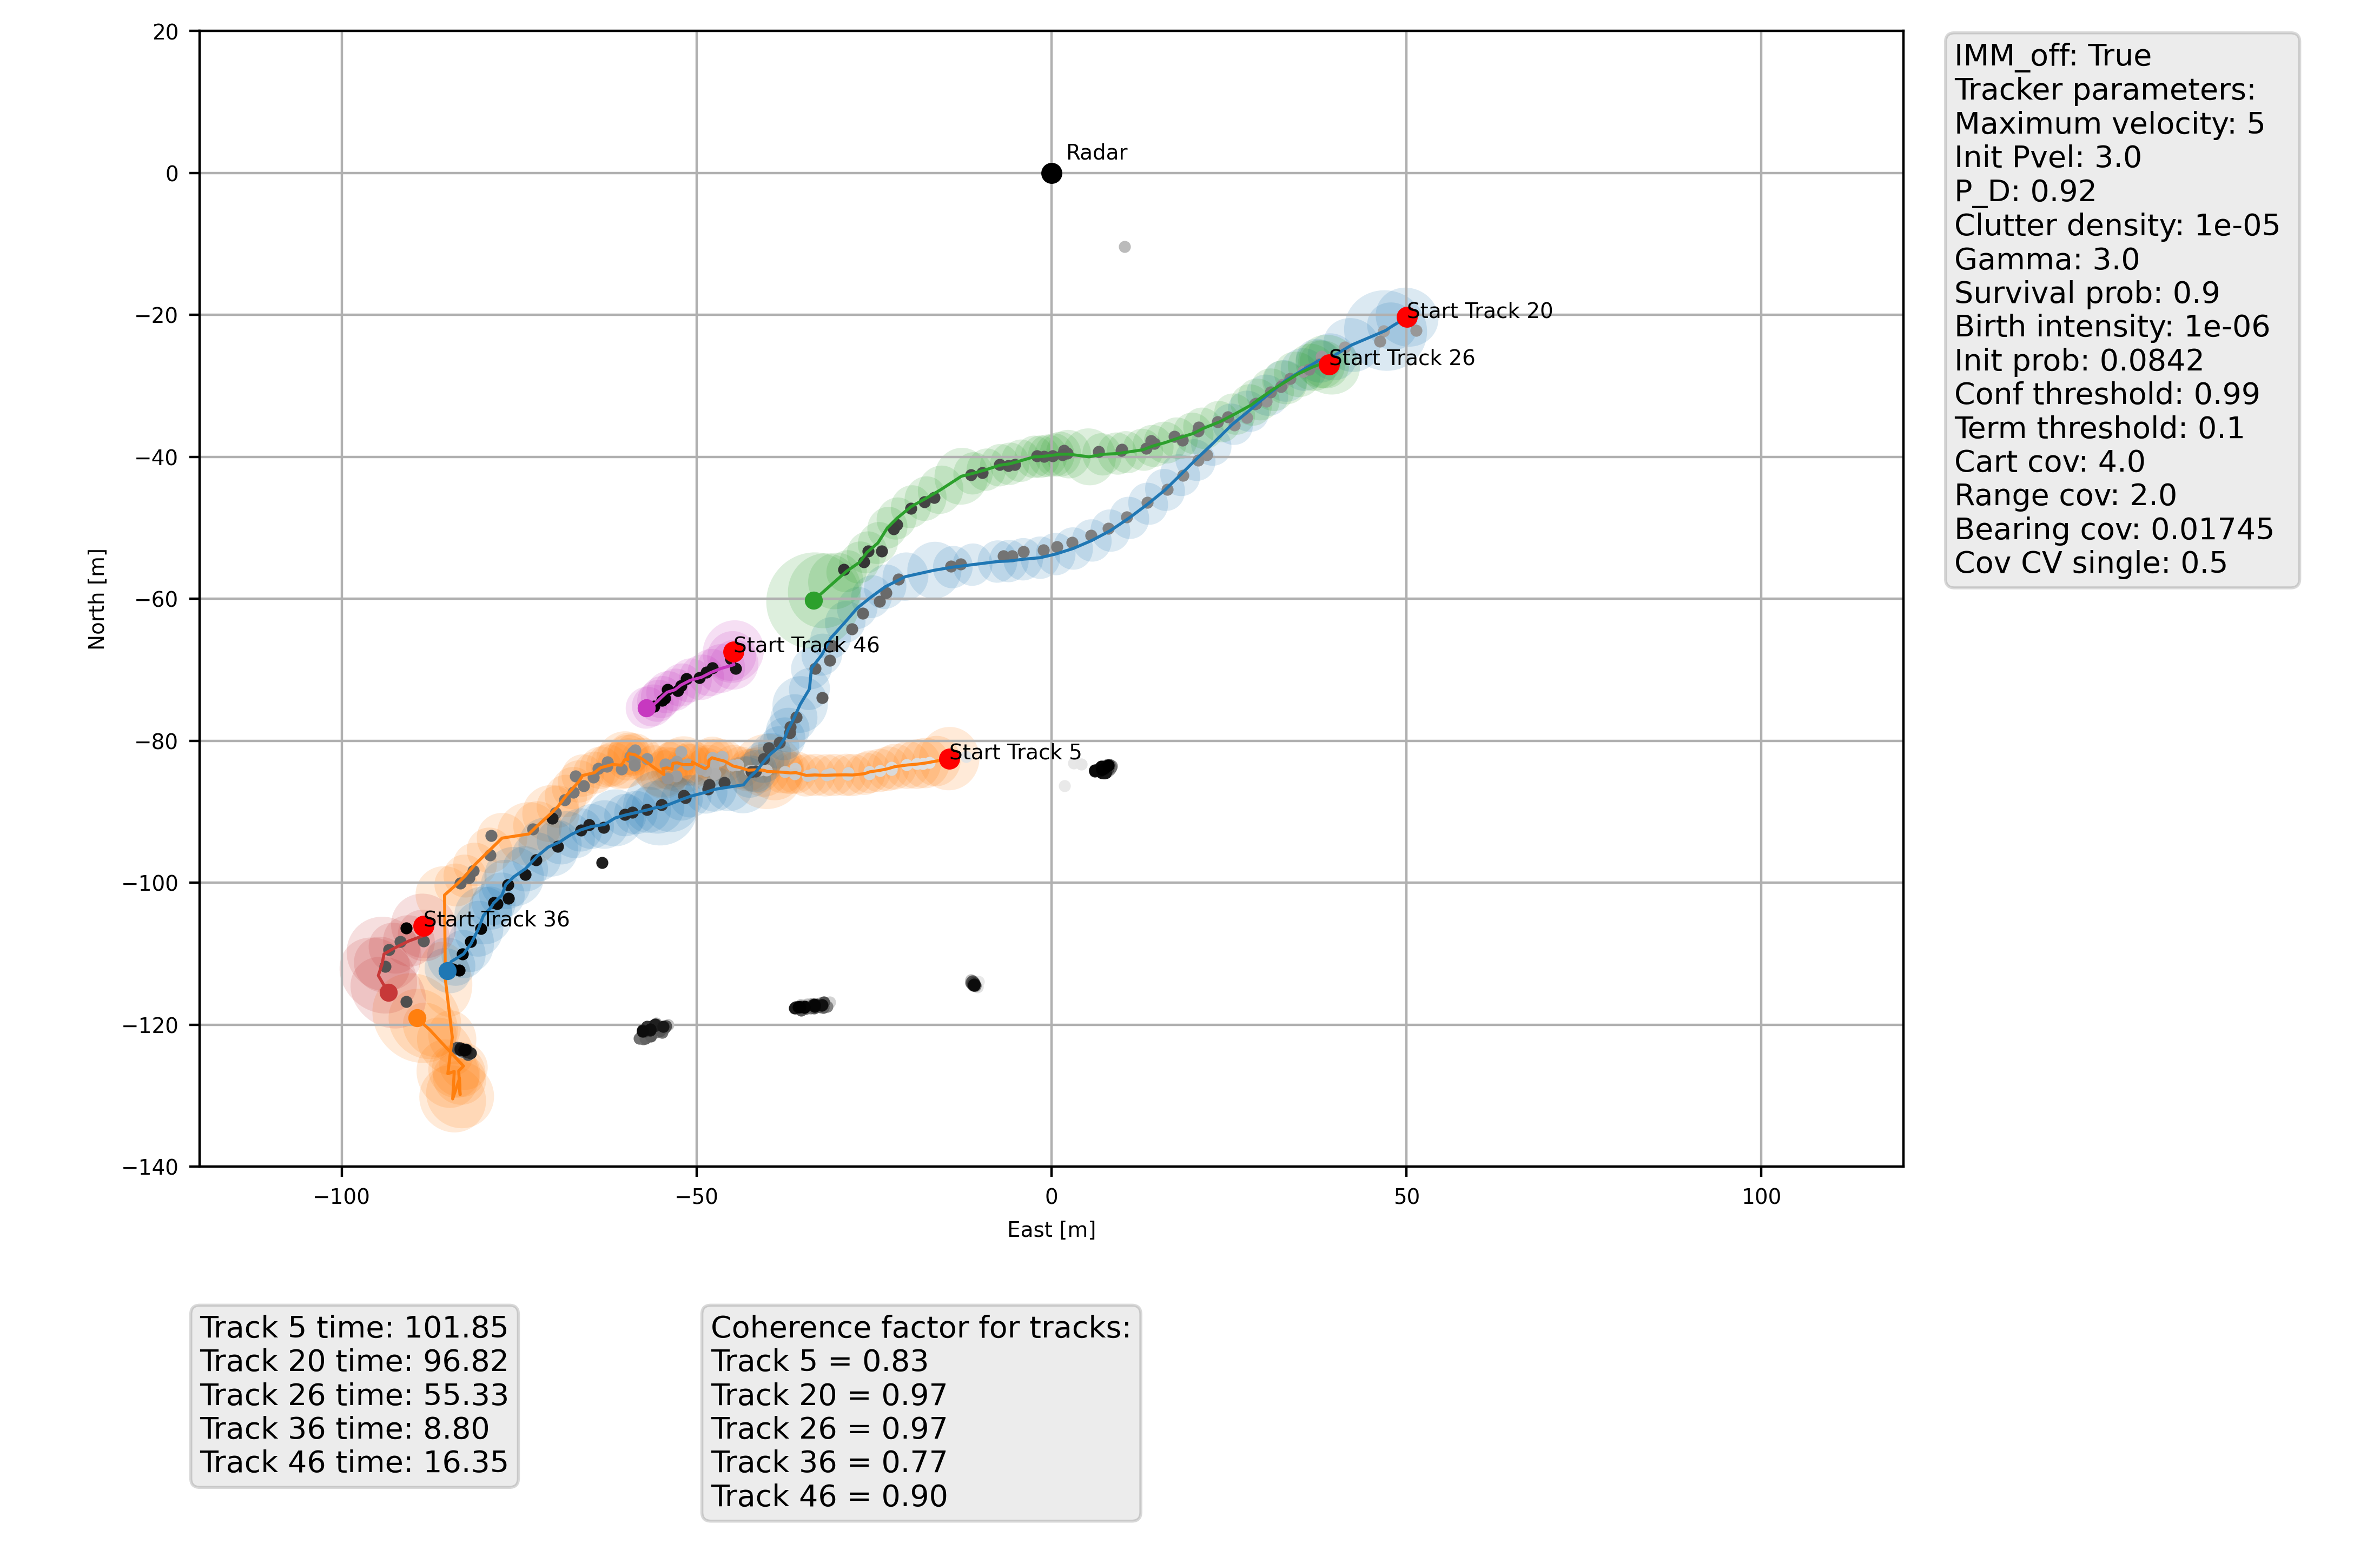 20
0
−20
−40
−60
−80
−100
−120
−140
North [m]
−100
−50
0
50
100
East [m]
Radar
Start Track 20
Start Track 26
Start Track 46
Start Track 5
Start Track 36
IMM_off: True
Tracker parameters:
Maximum velocity: 5
Init Pvel: 3.0
P_D: 0.92
Clutter density: 1e-05
Gamma: 3.0
Survival prob: 0.9
Birth intensity: 1e-06
Init prob: 0.0842
Conf threshold: 0.99
Term threshold: 0.1
Cart cov: 4.0
Range cov: 2.0
Bearing cov: 0.01745
Cov CV single: 0.5
Track 5 time: 101.85
Track 20 time: 96.82
Track 26 time: 55.33
Track 36 time: 8.80
Track 46 time: 16.35
Coherence factor for tracks:
Track 5 = 0.83
Track 20 = 0.97
Track 26 = 0.97
Track 36 = 0.77
Track 46 = 0.90